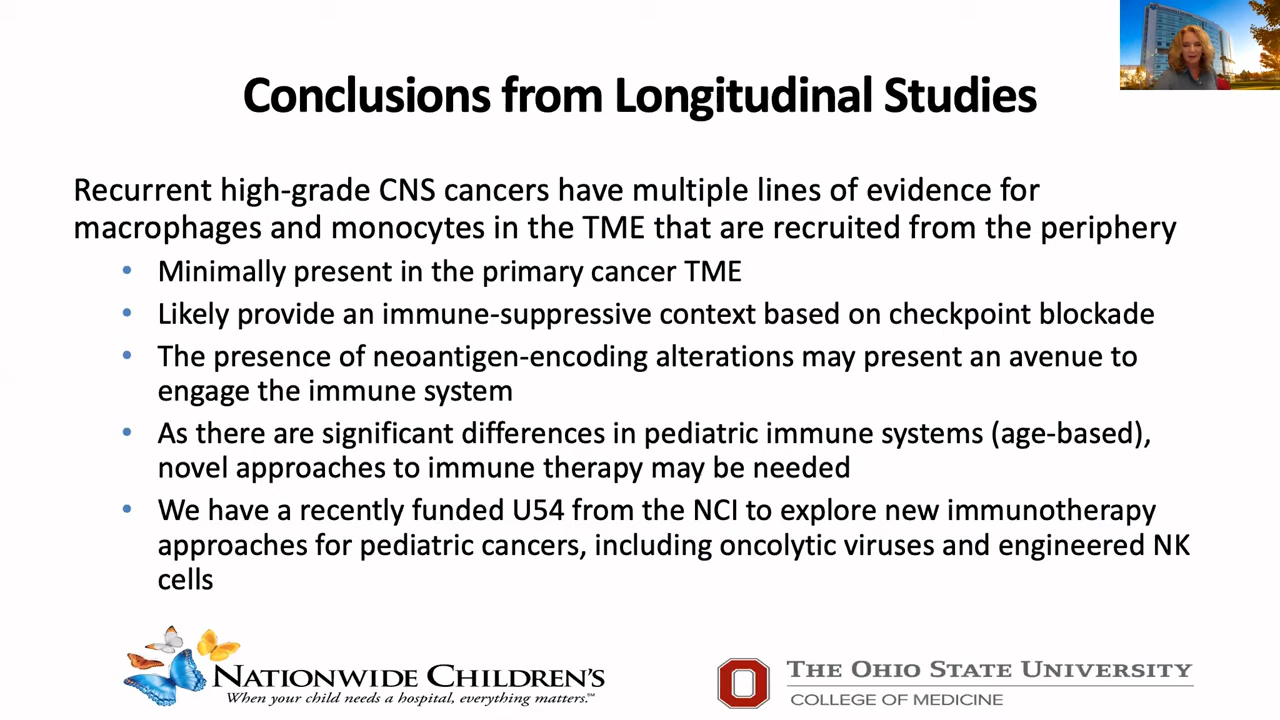 Conclusions from Longitudinal Studies
Recurrent high-grade CNS cancers have multiple lines of evidence for
macrophages and monocytes in the TME that are recruited from the periphery
• Minimally present in the primary cancer TME
• Likely provide an immune-suppressive context based on checkpoint blockade
• The presence of neoantigen-encoding alterations may present an avenue to
engage the immune system
• As there are significant differences in pediatric immune systems (age-based),
novel approaches to immune therapy may be needed
• We have a recently funded U54 from the NCI to explore new immunotherapy
approaches for pediatric cancers, including oncolytic viruses and engineered NK
cells
NATIONWIDE CHILDREN'S
When your child needs a hospital, everything matters.℠
THE OHIO STATE UNIVERSITY
COLLEGE OF MEDICINE